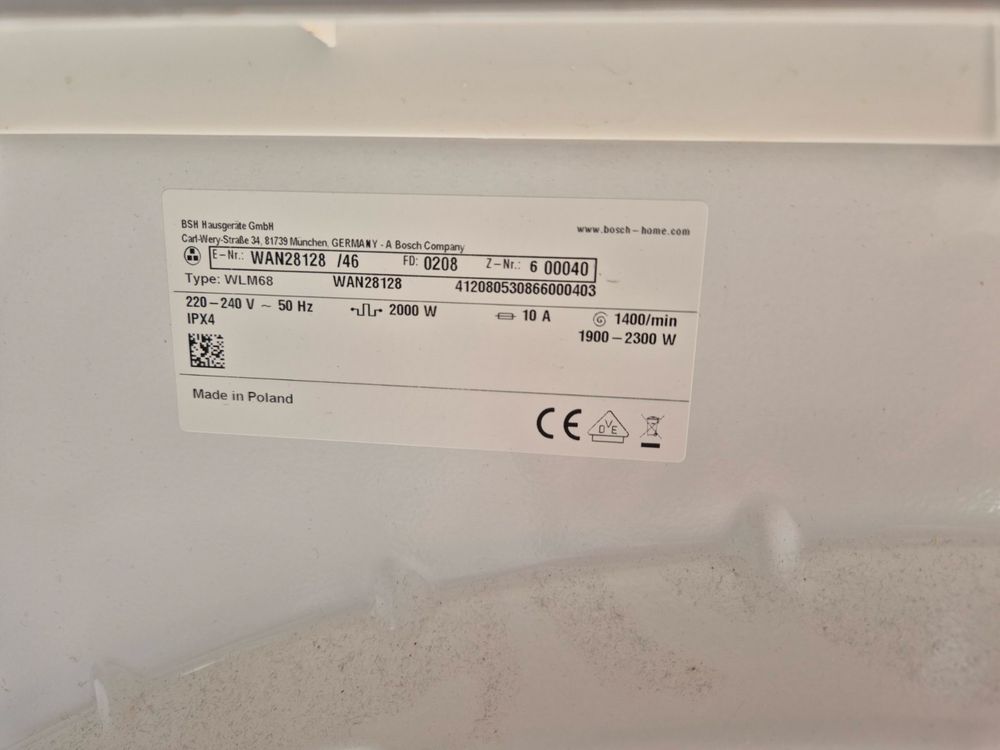 BSH Hausgeräte GmbH
www.bosch-home.com
Carl-Wery-Straße 34, 81739 München, GERMANY - A Bosch Company
E-Nr.: WAN28128 /46 FD: 0208 Z-Nr.: 6 00040
Type: WLM68 WAN28128 412080530866000403
220-240 V ~ 50 Hz 2000 W 10 A 1400/min
IPX4 1900-2300 W
Made in Poland
CE DVE